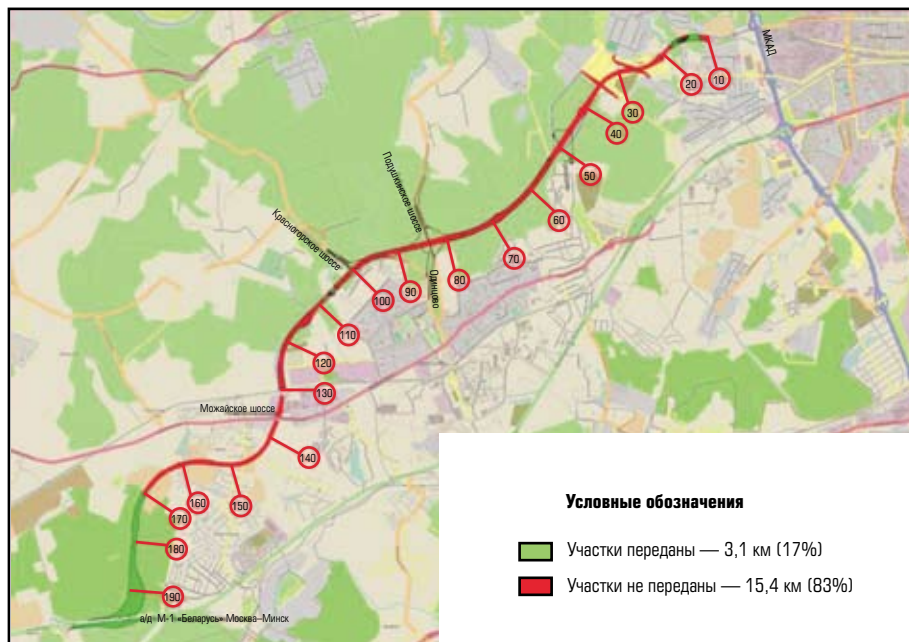 МКАД
10
20
30
40
50
60
70
80
90
100
110
120
130
140
150
160
170
180
190
Подушкинское шоссе
Красногорское шоссе
Одинцово
Можайское шоссе
а/д М-1 «Беларусь» Москва–Минск
Условные обозначения
Участки переданы — 3,1 км (17%)
Участки не переданы — 15,4 км (83%)